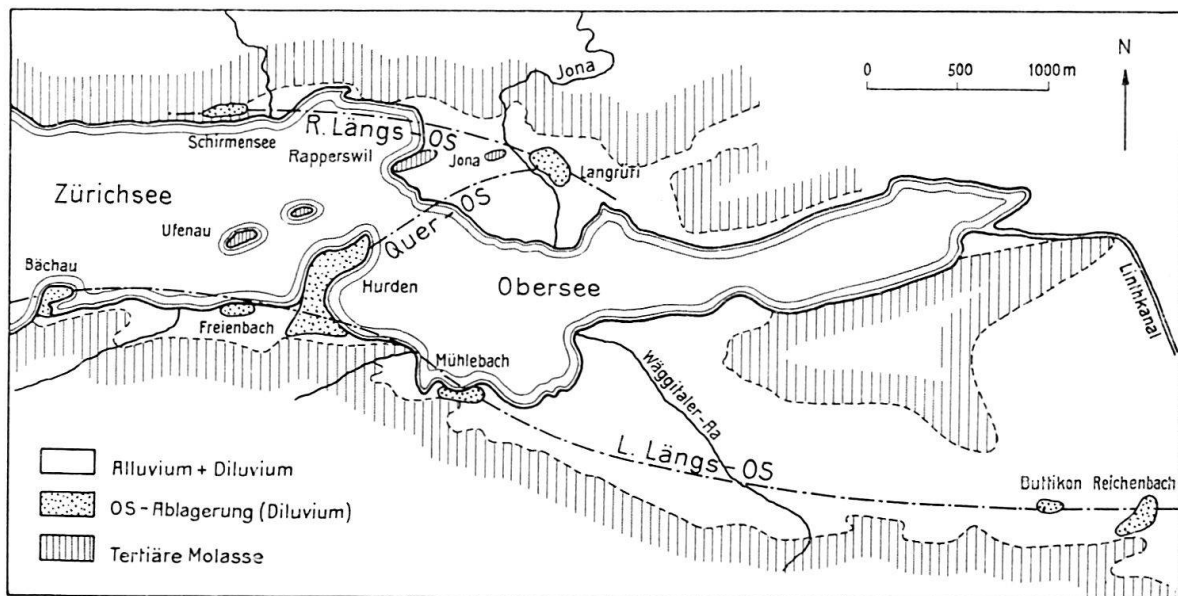 Jona
N
0 500 1000 m
Schirmensee
R. Längs OS
Rapperswil
Jona
Langrüti
Zürichsee
Ufenau
Quer-OS
Bächau
Hurden
Obersee
Freienbach
Linthkanal
Mühlebach
Wäggitaler-Aa
L. Längs-OS
Buttikon Reichenbach
Alluvium + Diluvium
OS-Ablagerung (Diluvium)
Tertiäre Molasse